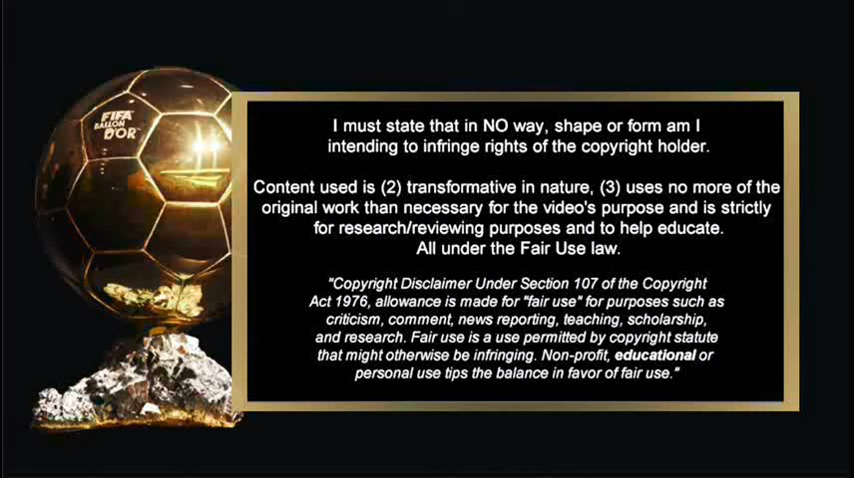 FIFA
BALLON
D'OR™
I must state that in NO way, shape or form am I
intending to infringe rights of the copyright holder.
Content used is (2) transformative in nature, (3) uses no more of the
original work than necessary for the video's purpose and is strictly
for research/reviewing purposes and to help educate.
All under the Fair Use law.
"Copyright Disclaimer Under Section 107 of the Copyright
Act 1976, allowance is made for "fair use" for purposes such as
criticism, comment, news reporting, teaching, scholarship,
and research. Fair use is a use permitted by copyright statute
that might otherwise be infringing. Non-profit, educational or
personal use tips the balance in favor of fair use."